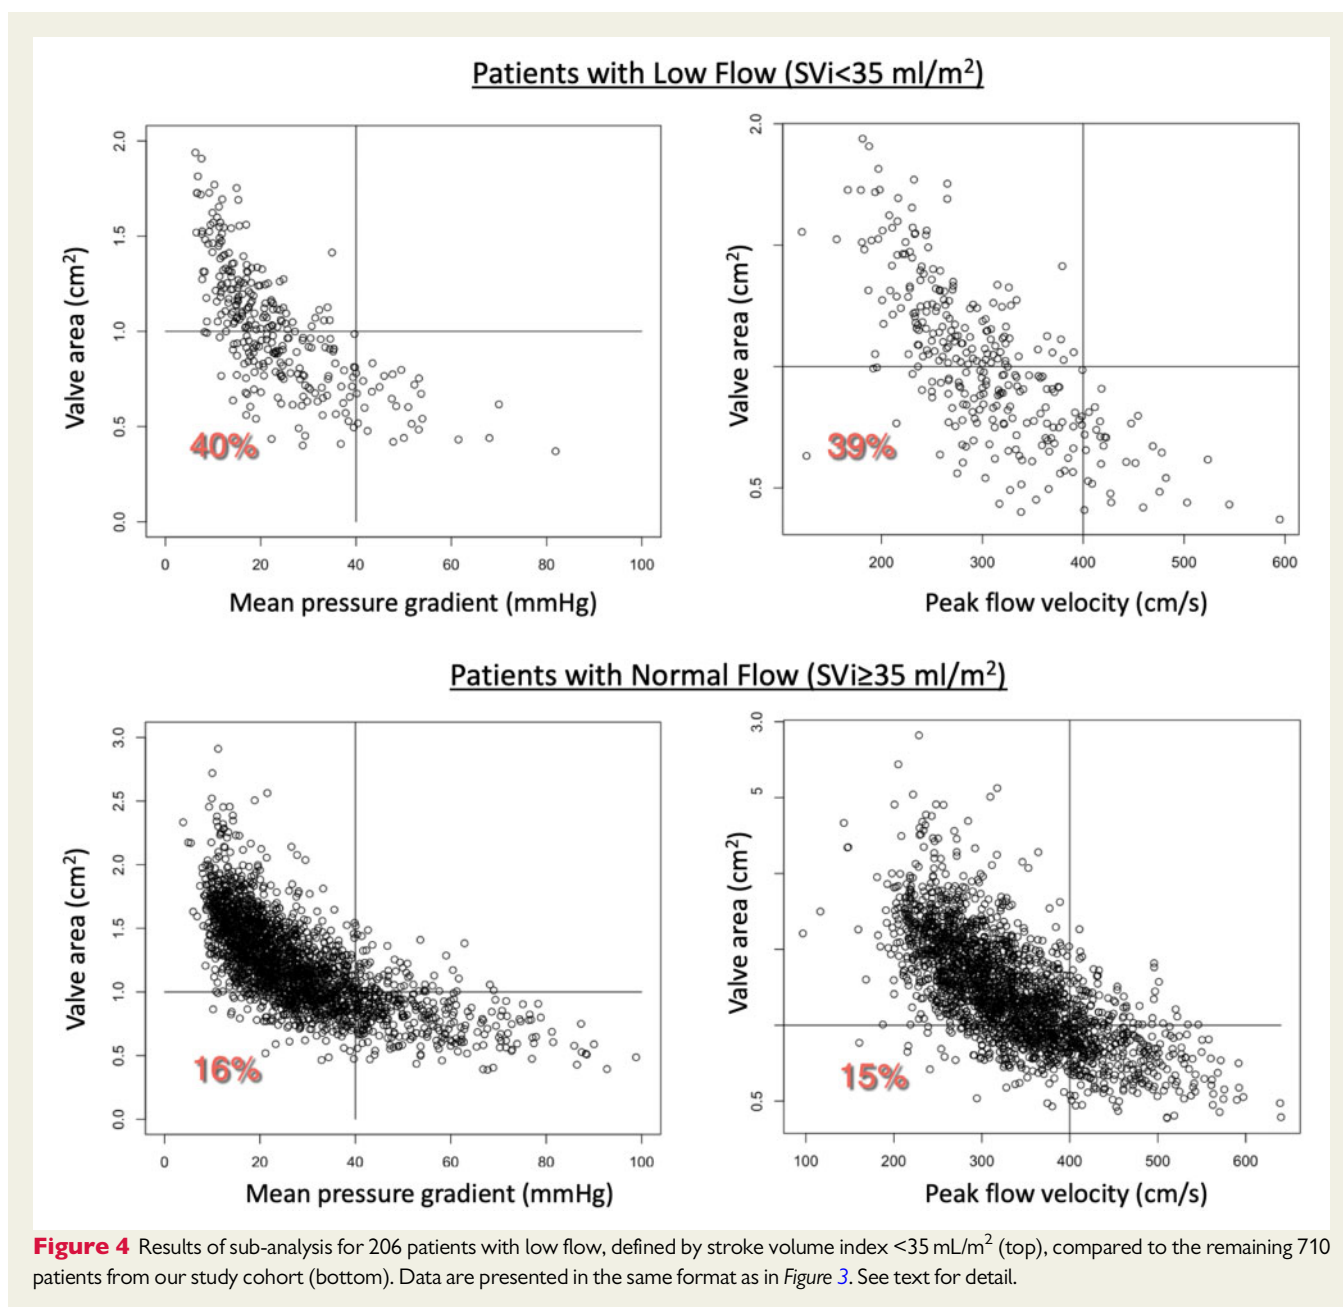 Patients with Low Flow (SVi<35 ml/m²)
Valve area (cm²)
2.0
1.5
1.0
0.5
0.0
40%
0 20 40 60 80 100
Mean pressure gradient (mmHg)
Valve area (cm²)
2.0
0.5
39%
200 300 400 500 600
Peak flow velocity (cm/s)
Patients with Normal Flow (SVi≥35 ml/m²)
Valve area (cm²)
3.0
2.5
2.0
1.5
1.0
0.5
0.0
16%
0 20 40 60 80 100
Mean pressure gradient (mmHg)
Valve area (cm²)
3.0
5
0.5
15%
100 200 300 400 500 600
Peak flow velocity (cm/s)
Figure 4 Results of sub-analysis for 206 patients with low flow, defined by stroke volume index <35 mL/m² (top), compared to the remaining 710
patients from our study cohort (bottom). Data are presented in the same format as in Figure 3. See text for detail.